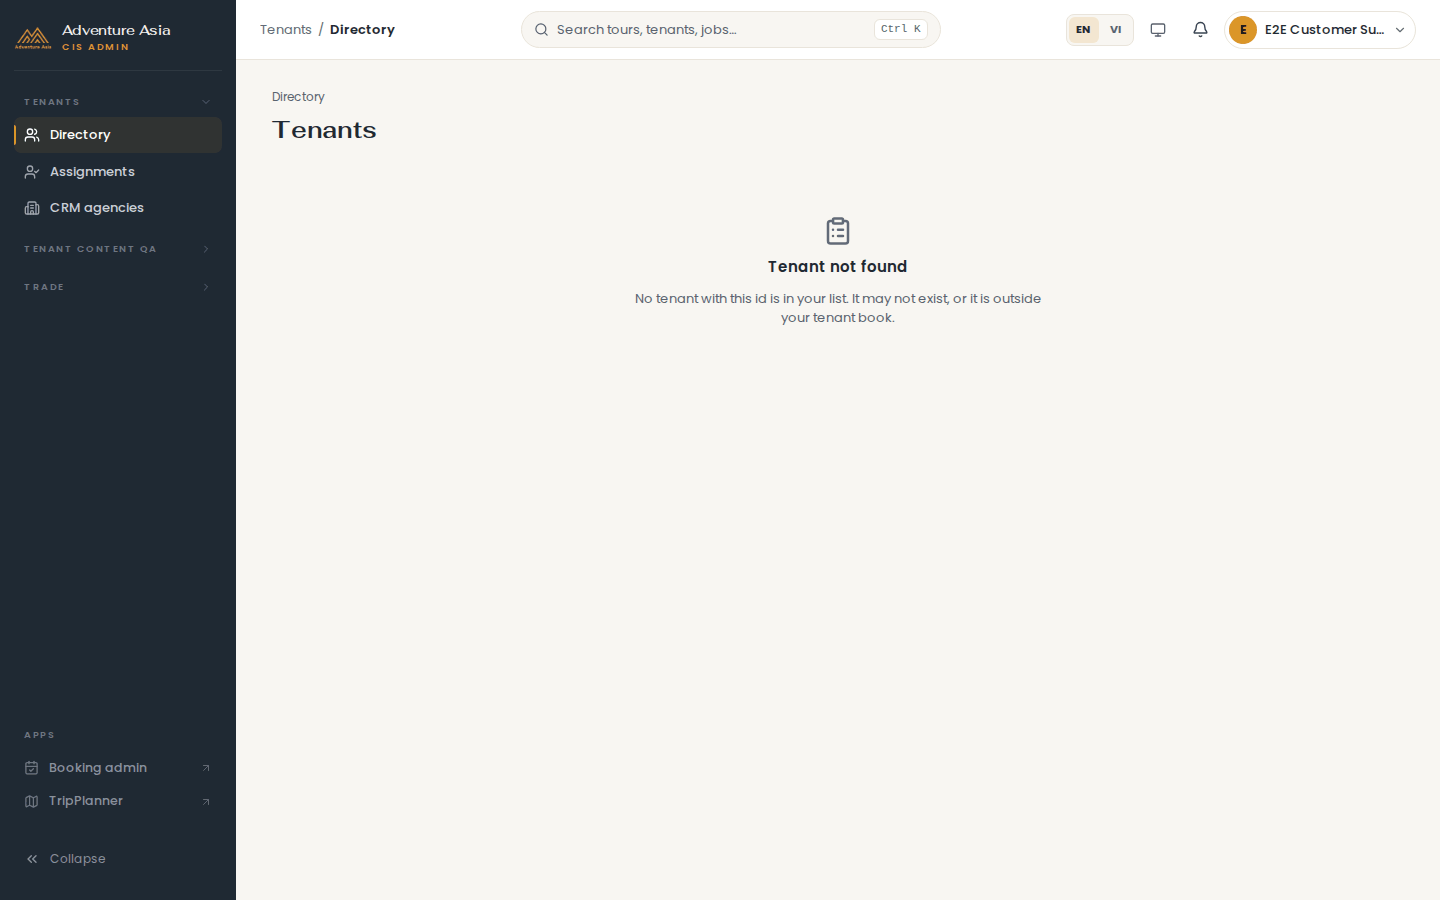 Adventure Asia
Adventure Asia
CIS ADMIN
TENANTS
Directory
Assignments
CRM agencies
TENANT CONTENT QA
TRADE
APPS
Booking admin
TripPlanner
Collapse
Tenants / Directory
Search tours, tenants, jobs...
Ctrl K
EN
VI
E
E2E Customer Su...
Directory
Tenants
Tenant not found
No tenant with this id is in your list. It may not exist, or it is outside
your tenant book.